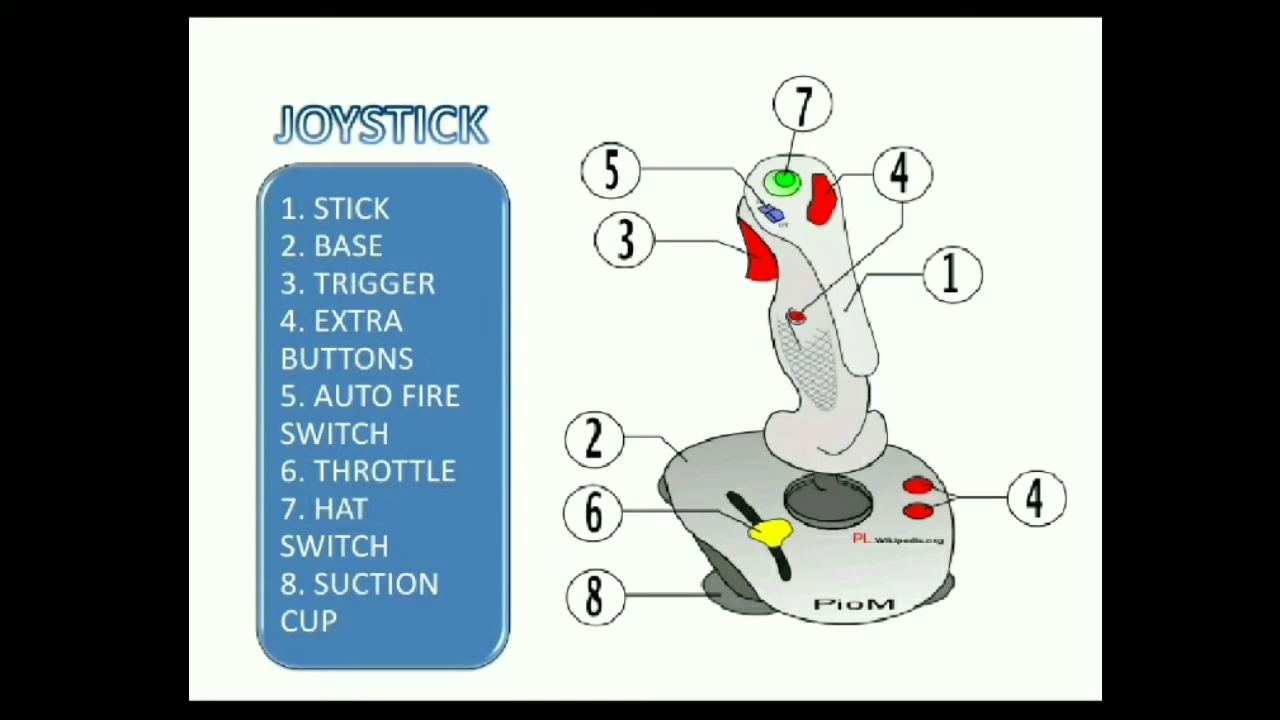 JOYSTICK
1. STICK
2. BASE
3. TRIGGER
4. EXTRA
BUTTONS
5. AUTO FIRE
SWITCH
6. THROTTLE
7. HAT
SWITCH
8. SUCTION
CUP
7
5
4
3
1
2
6
4
PL.Wikipedia.org
8
PioM